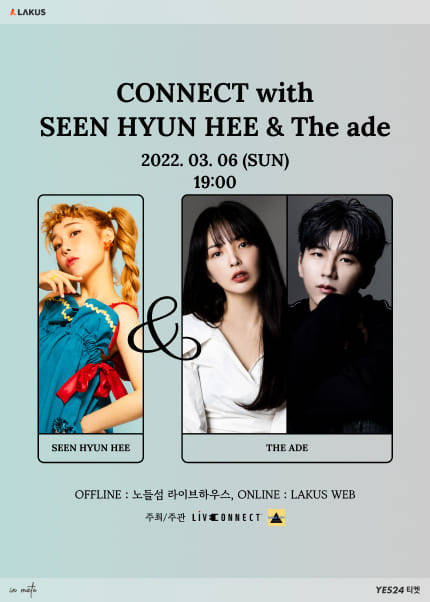 LAKUS
CONNECT with
SEEN HYUN HEE & The ade
2022. 03. 06 (SUN)
19:00
&
SEEN HYUN HEE
THE ADE
OFFLINE : 노들섬 라이브하우스, ONLINE : LAKUS WEB
주최/주관 LIVECONNECT
in mate
YES24 티켓